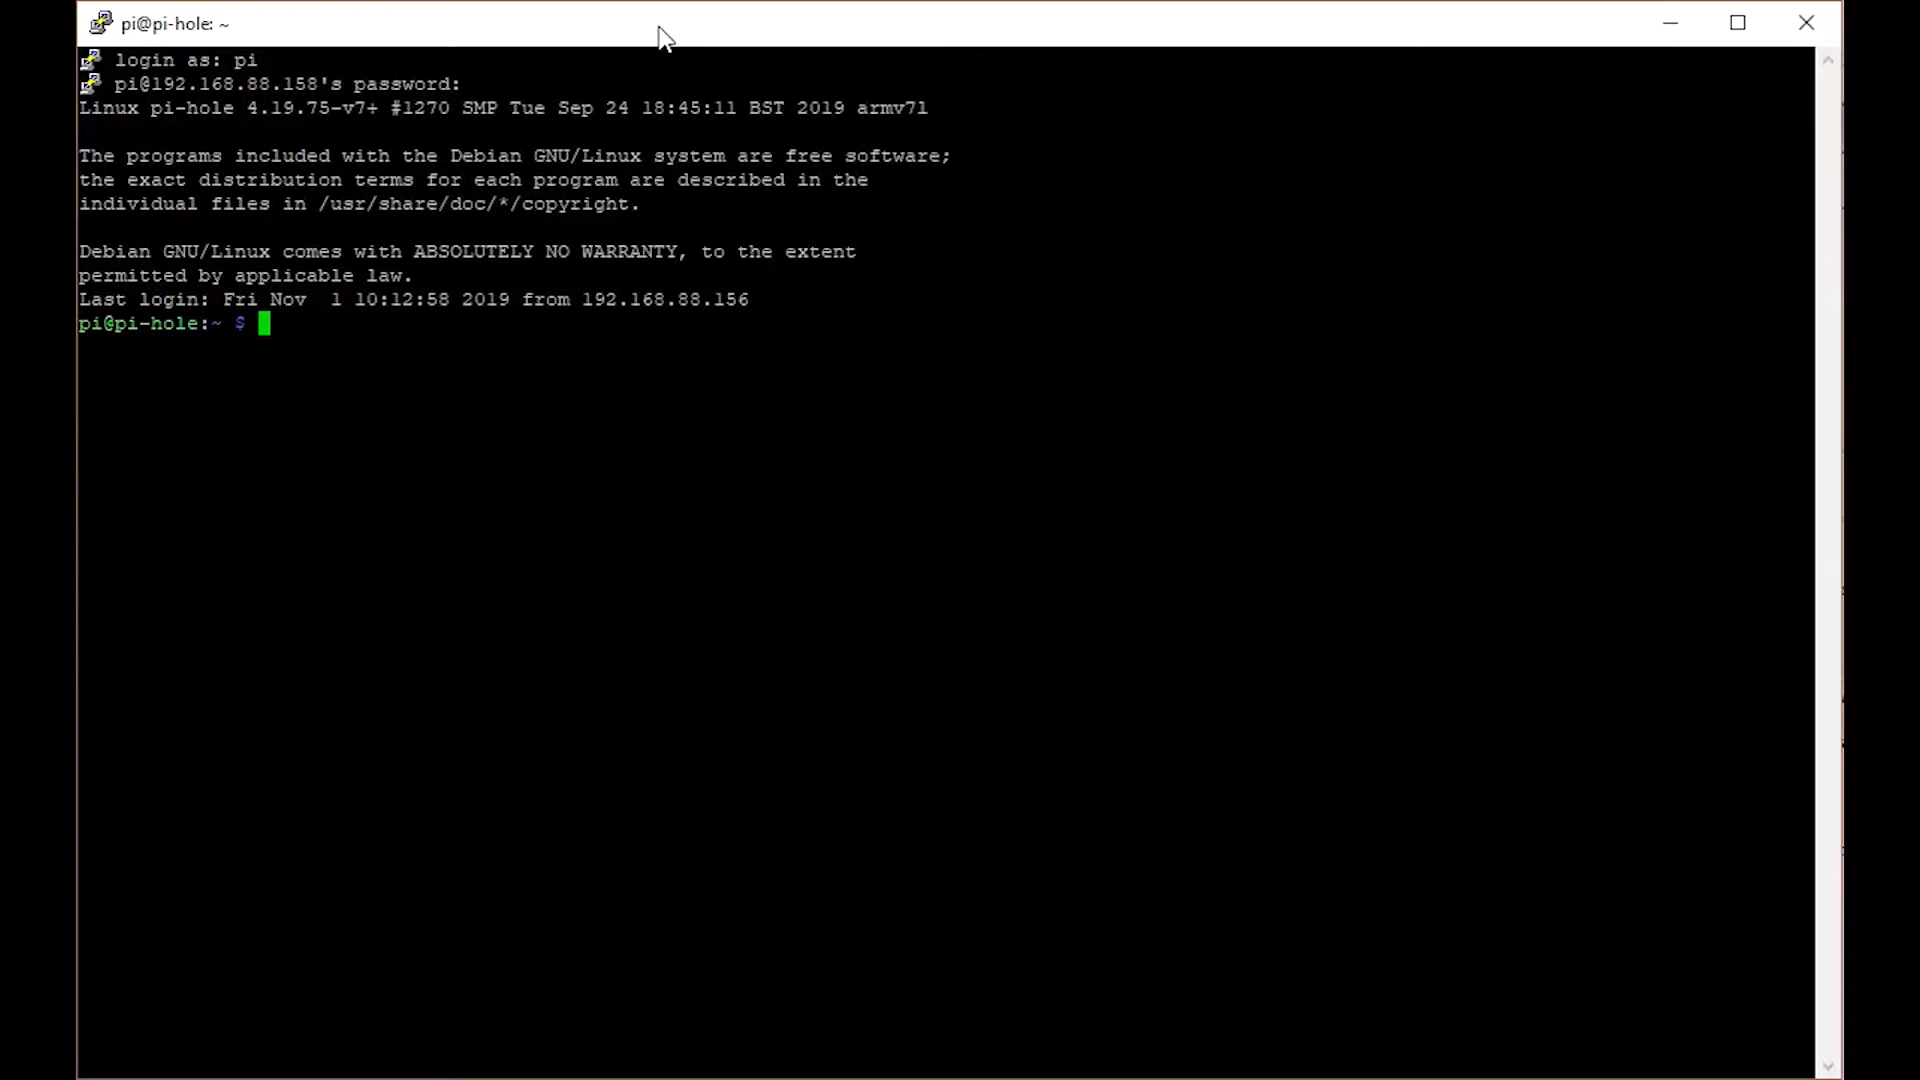 pi@pi-hole: ~
login as: pi
pi@192.168.88.158's password:
Linux pi-hole 4.19.75-v7+ #1270 SMP Tue Sep 24 18:45:11 BST 2019 armv7l
The programs included with the Debian GNU/Linux system are free software;
the exact distribution terms for each program are described in the
individual files in /usr/share/doc/*/copyright.
Debian GNU/Linux comes with ABSOLUTELY NO WARRANTY, to the extent
permitted by applicable law.
Last login: Fri Nov  1 10:12:58 2019 from 192.168.88.156
pi@pi-hole:~ $